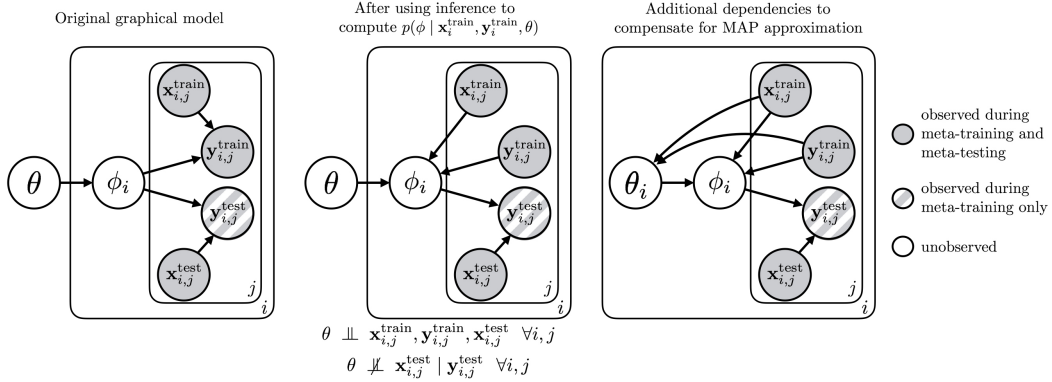 Original graphical model
After using inference to
compute p(ϕ | x_i^train, y_i^train, θ)
Additional dependencies to
compensate for MAP approximation
x_{i,j}^train
y_{i,j}^train
θ
ϕ_i
y_{i,j}^test
x_{i,j}^test
j
i
x_{i,j}^train
y_{i,j}^train
θ
ϕ_i
y_{i,j}^test
x_{i,j}^test
j
i
θ ⫫ x_{i,j}^train, y_{i,j}^train, x_{i,j}^test ∀i, j
θ ⫫̸ x_{i,j}^test | y_{i,j}^test ∀i, j
x_{i,j}^train
y_{i,j}^train
θ_i
ϕ_i
y_{i,j}^test
x_{i,j}^test
j
i
observed during
meta-training and
meta-testing
observed during
meta-training only
unobserved